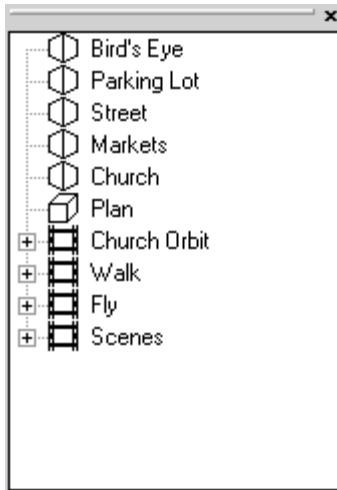 Bird's Eye
Parking Lot
Street
Markets
Church
Plan
Church Orbit
Walk
Fly
Scenes